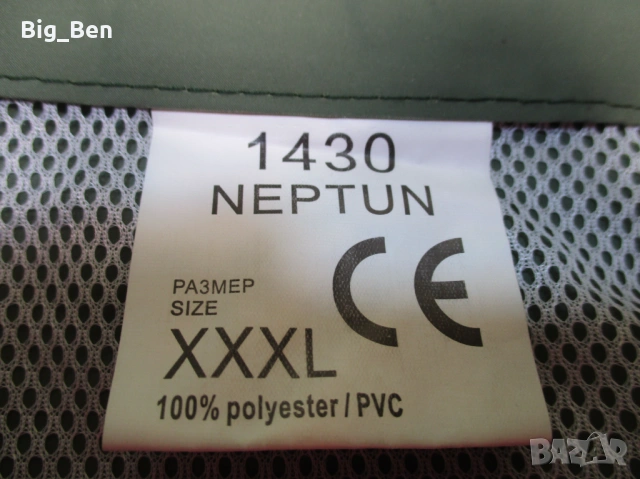 Big_Ben
1430
NEPTUN
CE
РАЗМЕР
SIZE
XXXL
100% polyester / PVC
BAZAR